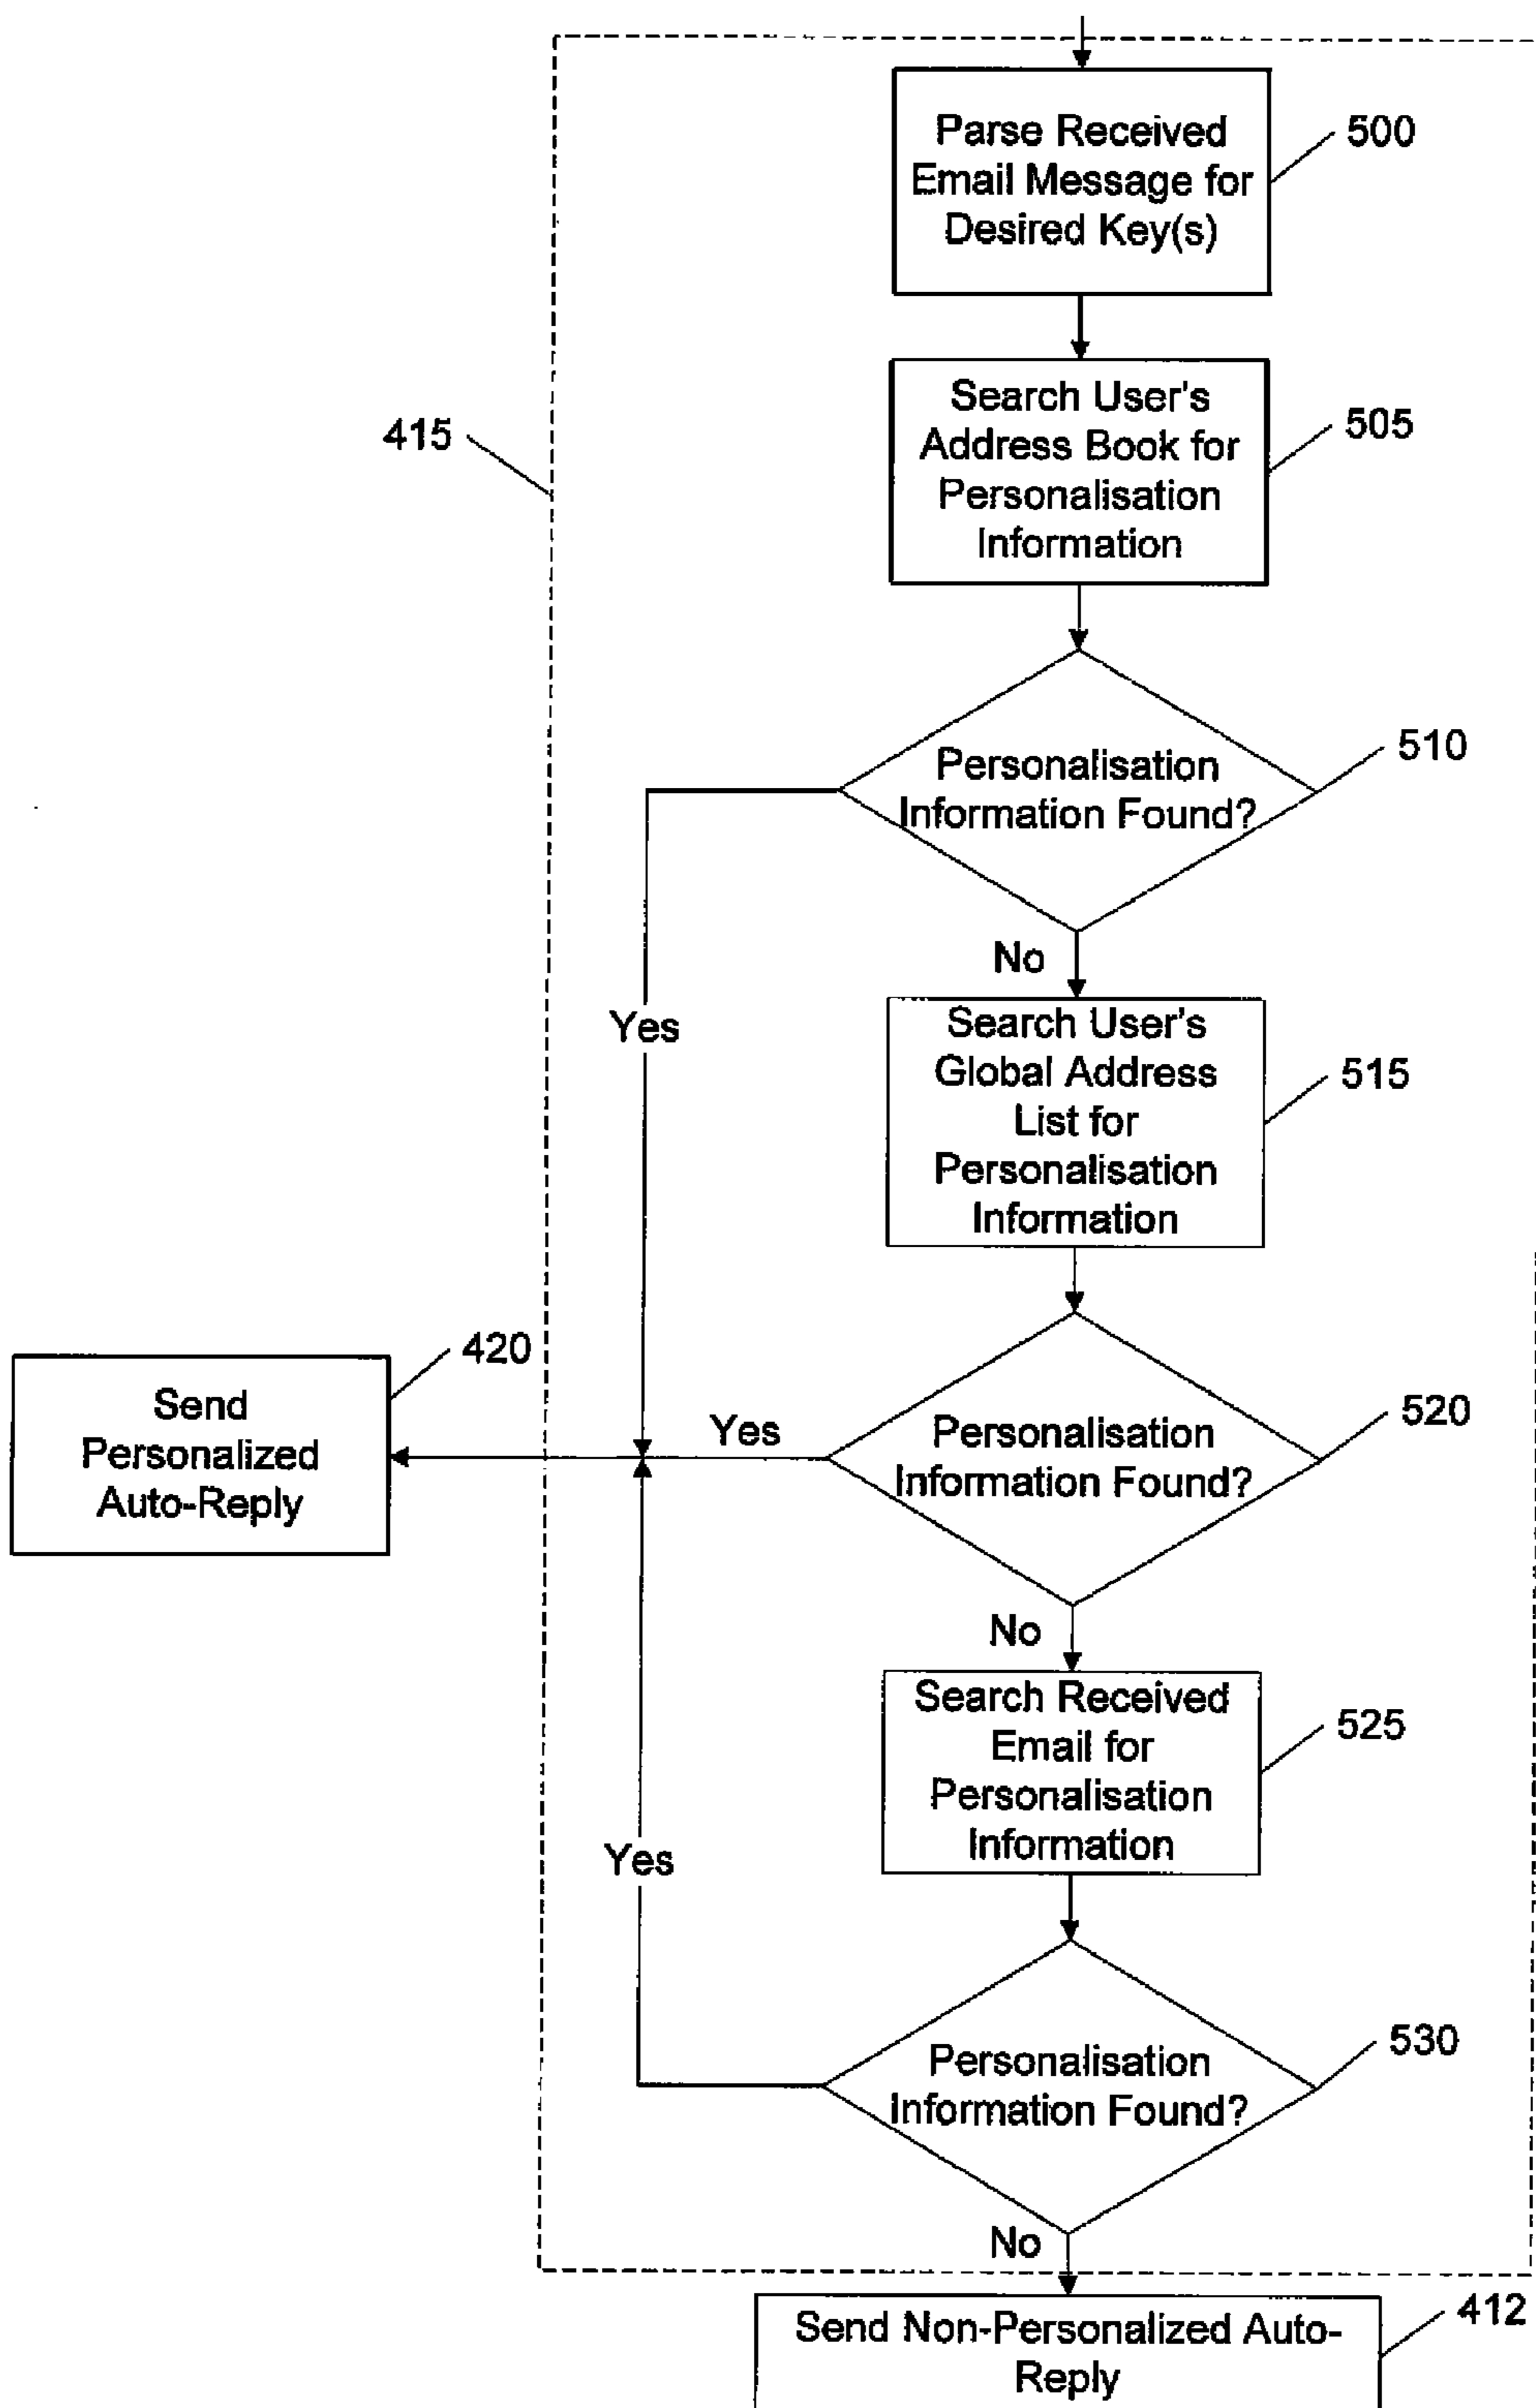 Parse Received
Email Message for
Desired Key(s)
500
Search User's
Address Book for
Personalisation
Information
505
415
Personalisation
Information Found?
510
No
Yes
Search User's
Global Address
List for
Personalisation
Information
515
420
Send
Personalized
Auto-Reply
Yes
Personalisation
Information Found?
520
No
Search Received
Email for
Personalisation
Information
525
Yes
Personalisation
Information Found?
530
No
Send Non-Personalized Auto-
Reply
412